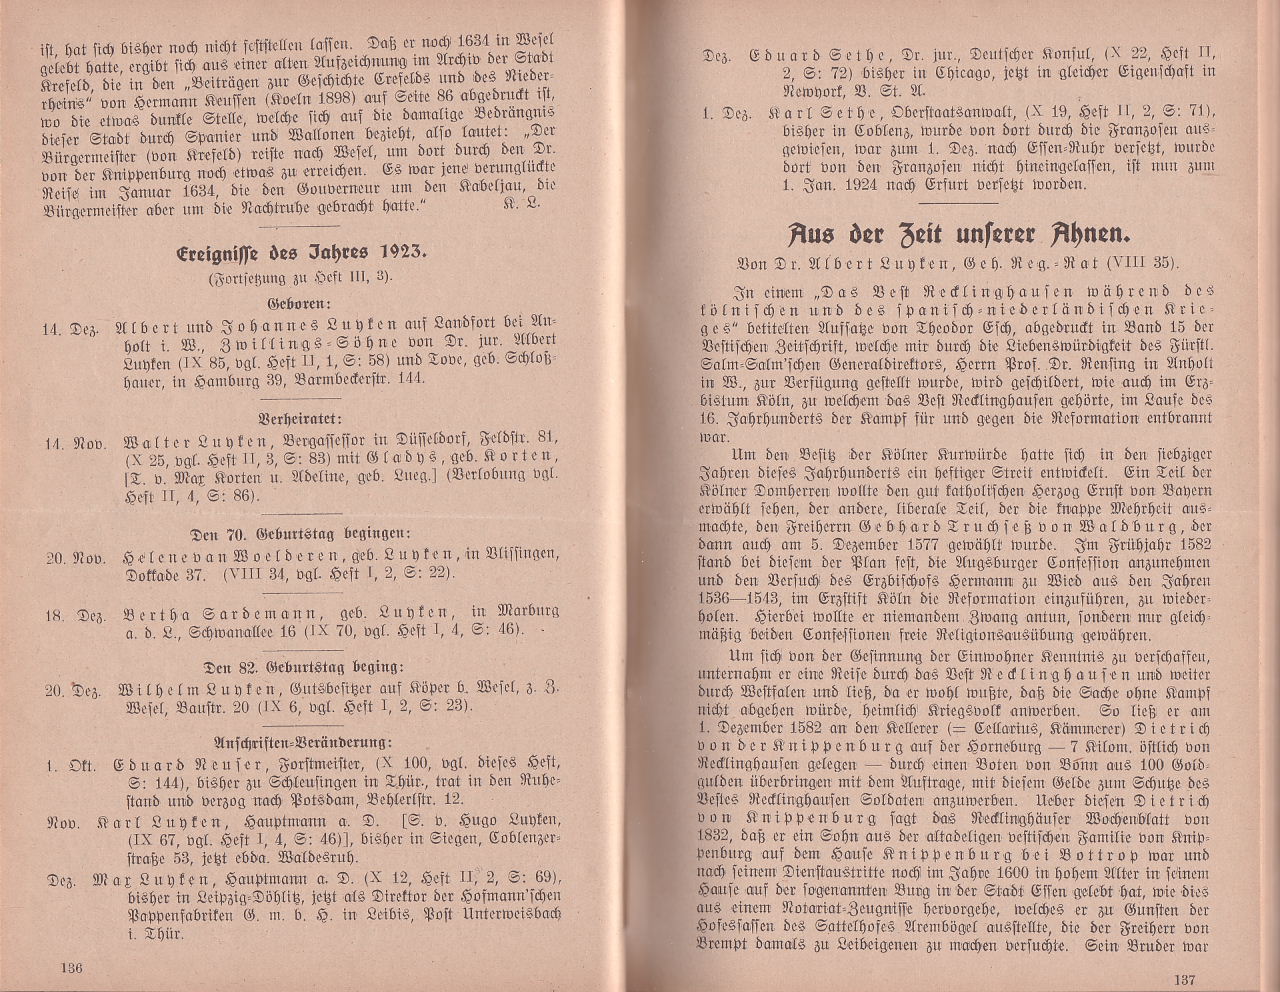 ist, hat sich bisher noch nicht feststellen lassen. Daß er noch 1634 in Wesel
gelebt hatte, ergibt sich aus einer alten Aufzeichnung im Archiv der Stadt
Krefeld, die in den „Beiträgen zur Geschichte Crefelds und des Nieder-
rheins“ von Hermann Keussen (Koeln 1898) auf Seite 86 abgedruckt ist,
wo die etwas dunkle Stelle, welche sich auf die damalige Bedrängnis
dieser Stadt durch Spanier und Wallonen bezieht, also lautet: „Der
Bürgermeister (von Krefeld) reiste nach Wesel, um dort durch den Dr.
von der Knippenburg noch etwas zu erreichen. Es war jene verunglückte
Reise im Januar 1634, die den Gouverneur um den Kabeljau, die
Bürgermeister aber um die Nachtruhe gebracht hatte.“ K. L.
Ereignisse des Jahres 1923.
(Fortsetzung zu Heft III, 3).
Geboren:
14. Dez. Albert und Johannes Luyken auf Landfort bei An-
holt i. W., Zwillings-Söhne von Dr. jur. Albert
Luyken (IX 85, vgl. Heft II, 1, S: 58) und Tove, geb. Schloß-
hauer, in Hamburg 39, Barmbeckerstr. 144.
Verheiratet:
14. Nov. Walter Luyken, Bergassessor in Düsseldorf, Feldstr. 81,
(X 25, vgl. Heft II, 3, S: 83) mit Gladys, geb. Korten,
[T. v. Max Korten u. Adeline, geb. Lueg.] (Verlobung vgl.
Heft II, 4, S: 86).
Den 70. Geburtstag begingen:
20. Nov. Helene van Woelderen, geb. Luyken, in Vlissingen,
Dokkade 37. (VIII 34, vgl. Heft I, 2, S: 22).
18. Dez. Bertha Sardemann, geb. Luyken, in Marburg
a. d. L., Schwanallee 16 (IX 70, vgl. Heft I, 4, S: 46).
Den 82. Geburtstag beging:
20. Dez. Wilhelm Luyken, Gutsbesitzer auf Köper b. Wesel, z. Z.
Wesel, Baustr. 20 (IX 6, vgl. Heft I, 2, S: 23).
Anschriften-Veränderung:
1. Okt. Eduard Neuser, Forstmeister, (X 100, vgl. dieses Heft,
S: 144), bisher zu Schleusingen in Thür., trat in den Ruhe-
stand und verzog nach Potsdam, Behlertstr. 12.
Nov. Karl Luyken, Hauptmann a. D. [S. v. Hugo Luyken,
(IX 67, vgl. Heft I, 4, S: 46)], bisher in Siegen, Coblenzer-
straße 53, jetzt ebda. Waldesruh.
Dez. Max Luyken, Hauptmann a. D. (X 12, Heft II, 2, S: 69),
bisher in Leipzig-Döhlitz, jetzt als Direktor der Hofmann'schen
Pappenfabriken G. m. b. H. in Leibis, Post Unterweisbach
i. Thür.
136
Dez. Eduard Sethe, Dr. jur., Deutscher Konsul, (X 22, Heft II,
2, S: 72) bisher in Chicago, jetzt in gleicher Eigenschaft in
Newyork, V. St. A.
1. Dez. Karl Sethe, Oberstaatsanwalt, (X 19, Heft II, 2, S: 71),
bisher in Coblenz, wurde von dort durch die Franzosen aus-
gewiesen, war zum 1. Dez. nach Essen-Ruhr versetzt, wurde
dort von den Franzosen nicht hineingelassen, ist nun zum
1. Jan. 1924 nach Erfurt versetzt worden.
Aus der Zeit unserer Ahnen.
Von Dr. Albert Luyken, Geh. Reg.-Rat (VIII 35).
In einem „Das Vest Recklinghausen während des
kölnischen und des spanisch-niederländischen Krie-
ges“ betitelten Aufsatze von Theodor Esch, abgedruckt in Band 15 der
Vestischen Zeitschrift, welche mir durch die Liebenswürdigkeit des Fürstl.
Salm-Salm'schen Generaldirektors, Herrn Prof. Dr. Rensing in Anholt
in W., zur Verfügung gestellt wurde, wird geschildert, wie auch im Erz-
bistum Köln, zu welchem das Vest Recklinghausen gehörte, im Laufe des
16. Jahrhunderts der Kampf für und gegen die Reformation entbrannt
war.
Um den Besitz der Kölner Kurwürde hatte sich in den siebziger
Jahren dieses Jahrhunderts ein heftiger Streit entwickelt. Ein Teil der
Kölner Domherren wollte den gut katholischen Herzog Ernst von Bayern
erwählt sehen, der andere, liberale Teil, der die knappe Mehrheit aus-
machte, den Freiherrn Gebhard Truchseß von Waldburg, der
dann auch am 5. Dezember 1577 gewählt wurde. Im Frühjahr 1582
stand bei diesem der Plan fest, die Augsburger Confession anzunehmen
und den Versuch des Erzbischofs Hermann zu Wied aus den Jahren
1536—1543, im Erzstift Köln die Reformation einzuführen, zu wieder-
holen. Hierbei wollte er niemandem Zwang antun, sondern nur gleich-
mäßig beiden Confessionen freie Religionsausübung gewähren.
Um sich von der Gesinnung der Einwohner Kenntnis zu verschaffen,
unternahm er eine Reise durch das Vest Recklinghausen und weiter
durch Westfalen und ließ, da er wohl wußte, daß die Sache ohne Kampf
nicht abgehen würde, heimlich Kriegsvolk anwerben. So ließ er am
1. Dezember 1582 an den Kellerer (= Cellarius, Kämmerer) Dietrich
von der Knippenburg auf der Horneburg — 7 Kilom. östlich von
Recklinghausen gelegen — durch einen Boten von Bonn aus 100 Gold-
gulden überbringen mit dem Auftrage, mit diesem Gelde zum Schutze des
Vestes Recklinghausen Soldaten anzuwerben. Ueber diesen Dietrich
von Knippenburg sagt das Recklinghäuser Wochenblatt von
1832, daß er ein Sohn aus der altadeligen vestischen Familie von Knip-
penburg auf dem Hause Knippenburg bei Bottrop war und
nach seinem Dienstaustritte noch im Jahre 1600 in hohem Alter in seinem
Hause auf der sogenannten Burg in der Stadt Essen gelebt hat, wie dies
aus einem Notariat-Zeugnisse hervorgehe, welches er zu Gunsten der
Hofessassen des Sattelhofes Arembögel ausstellte, die der Freiherr von
Brempt damals zu Leibeigenen zu machen versuchte. Sein Bruder war
137